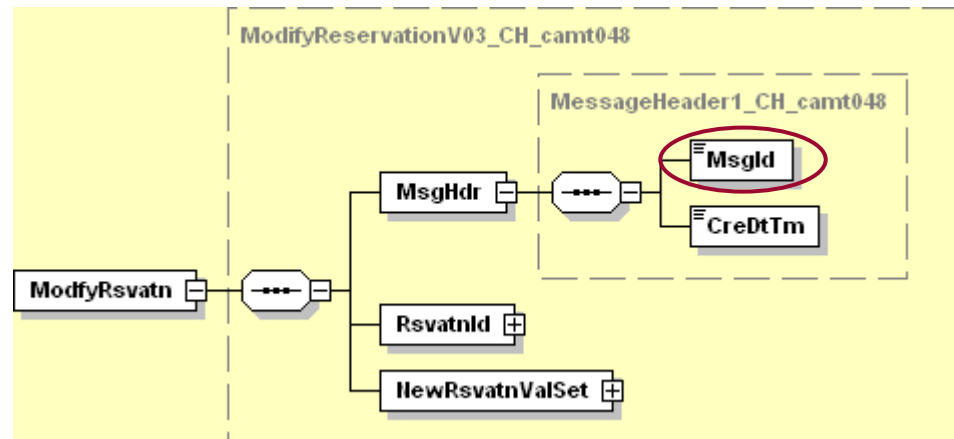 ModifyReservationV03_CH_camt048
MessageHeader1_CH_camt048
MsgId
MsgHdr
CreDtTm
ModfyRsvatn
RsvatnId
NewRsvatnValSet